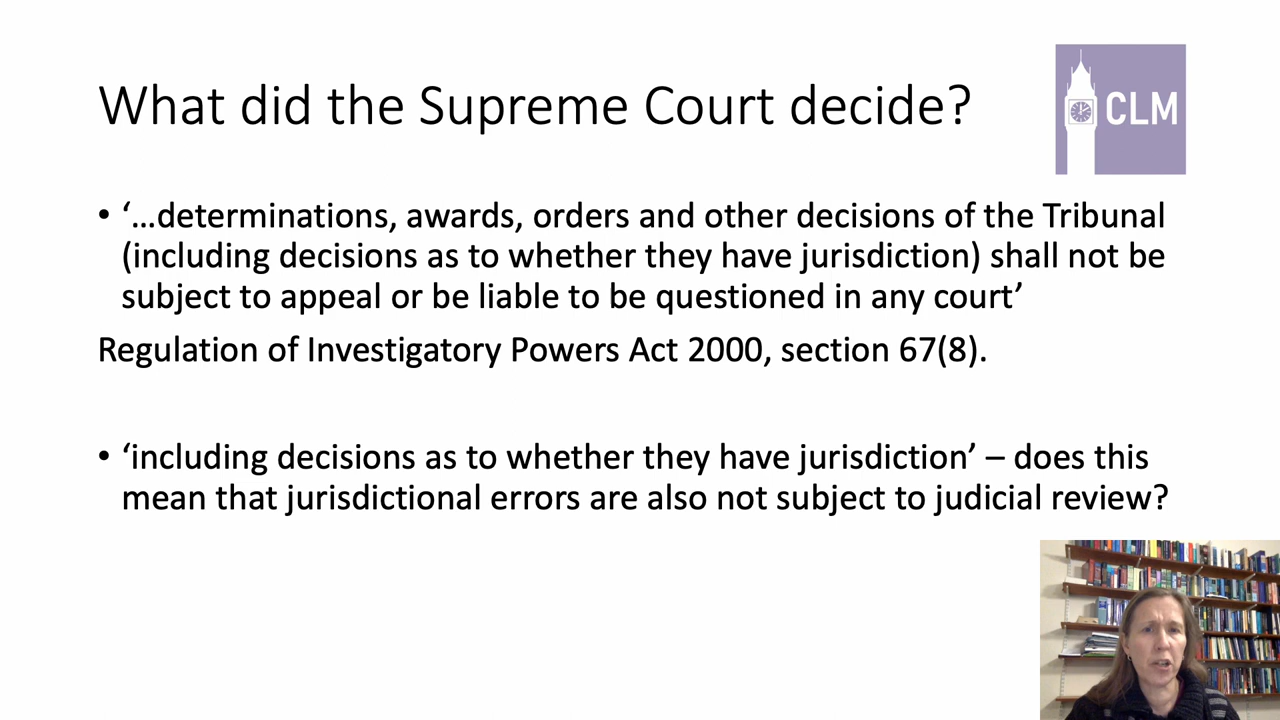 What did the Supreme Court decide?
CLM
• ‘...determinations, awards, orders and other decisions of the Tribunal
(including decisions as to whether they have jurisdiction) shall not be
subject to appeal or be liable to be questioned in any court’
Regulation of Investigatory Powers Act 2000, section 67(8).
• ‘including decisions as to whether they have jurisdiction’ – does this
mean that jurisdictional errors are also not subject to judicial review?